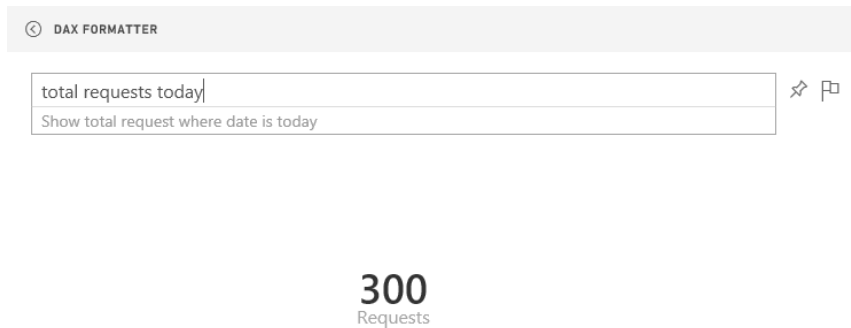 DAX FORMATTER
total requests today
Show total request where date is today
300
Requests